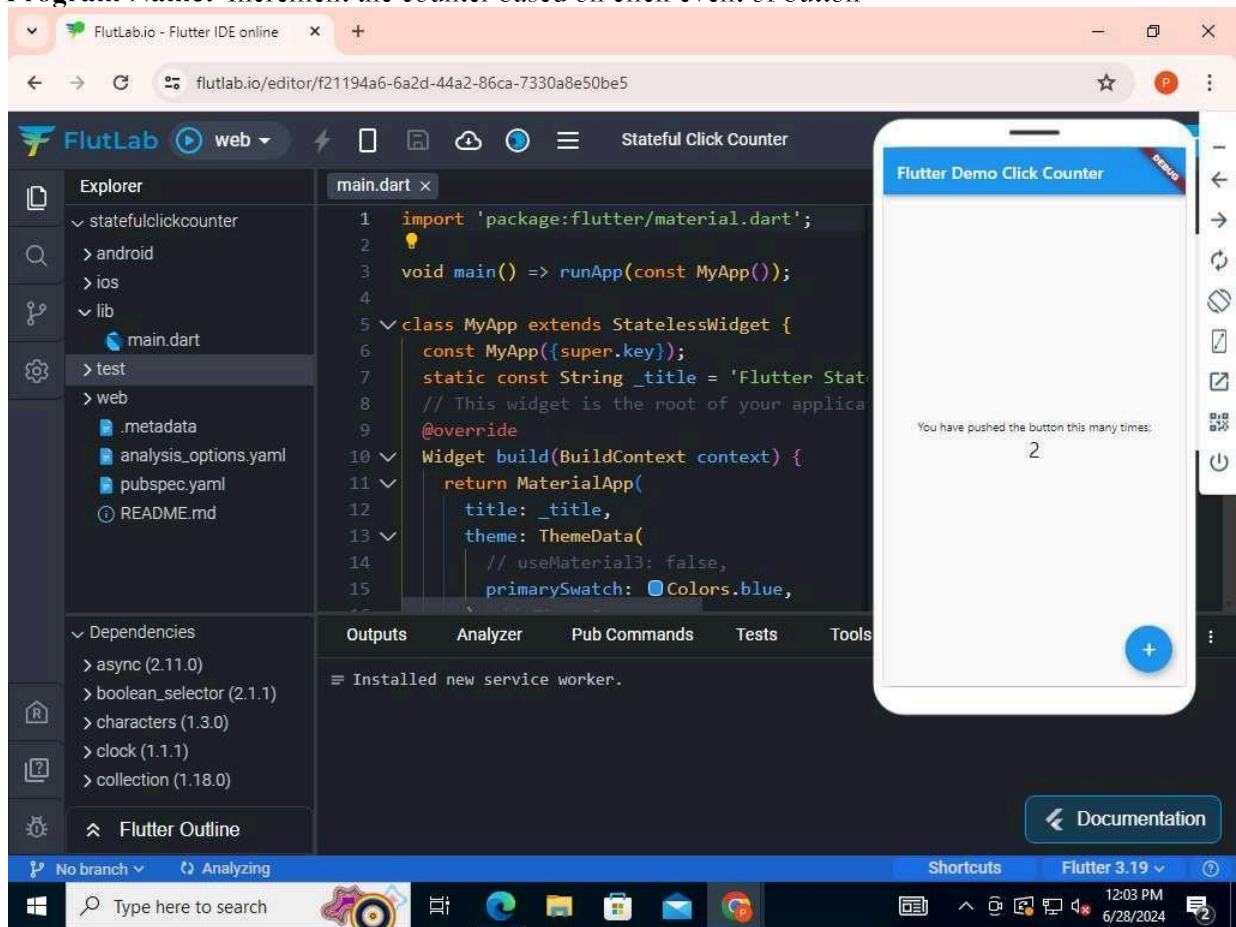 Program Name: Increment the counter based on click event of button
FlutLab.io - Flutter IDE online
flutlab.io/editor/f21194a6-6a2d-44a2-86ca-7330a8e50be5
P
FlutLab web Stateful Click Counter
Explorer
statefulclickcounter
android
ios
lib
main.dart
test
web
.metadata
analysis_options.yaml
pubspec.yaml
README.md
main.dart ×
1 import 'package:flutter/material.dart';
2
3 void main() => runApp(const MyApp());
4
5 class MyApp extends StatelessWidget {
6 const MyApp({super.key});
7 static const String _title = 'Flutter Stat
8 // This widget is the root of your applica
9 @override
10 Widget build(BuildContext context) {
11 return MaterialApp(
12 title: _title,
13 theme: ThemeData(
14 // useMaterial3: false,
15 primarySwatch: Colors.blue,
Flutter Demo Click Counter
DEBUG
You have pushed the button this many times:
2
+
Dependencies
async (2.11.0)
boolean_selector (2.1.1)
characters (1.3.0)
clock (1.1.1)
collection (1.18.0)
Flutter Outline
Outputs Analyzer Pub Commands Tests Tools
Installed new service worker.
Documentation
No branch Analyzing Shortcuts Flutter 3.19
Type here to search
12:03 PM
6/28/2024
2